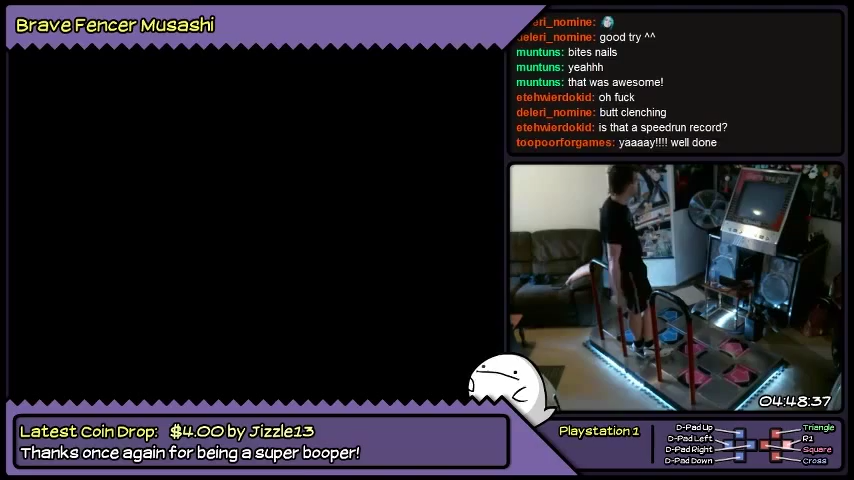 Brave Fencer Musashi
deleri_nomine:
deleri_nomine: good try ^^
muntuns: bites nails
muntuns: yeahhh
muntuns: that was awesome!
etehwierdokid: oh fuck
deleri_nomine: butt clenching
etehwierdokid: is that a speedrun record?
toopoorforgames: yaaaay!!!! well done
04:48:37
Latest Coin Drop: $4.00 by Jizzle13
Thanks once again for being a super booper!
Playstation 1
D-Pad Up
D-Pad Left
D-Pad Right
D-Pad Down
Triangle
R1
Square
Cross